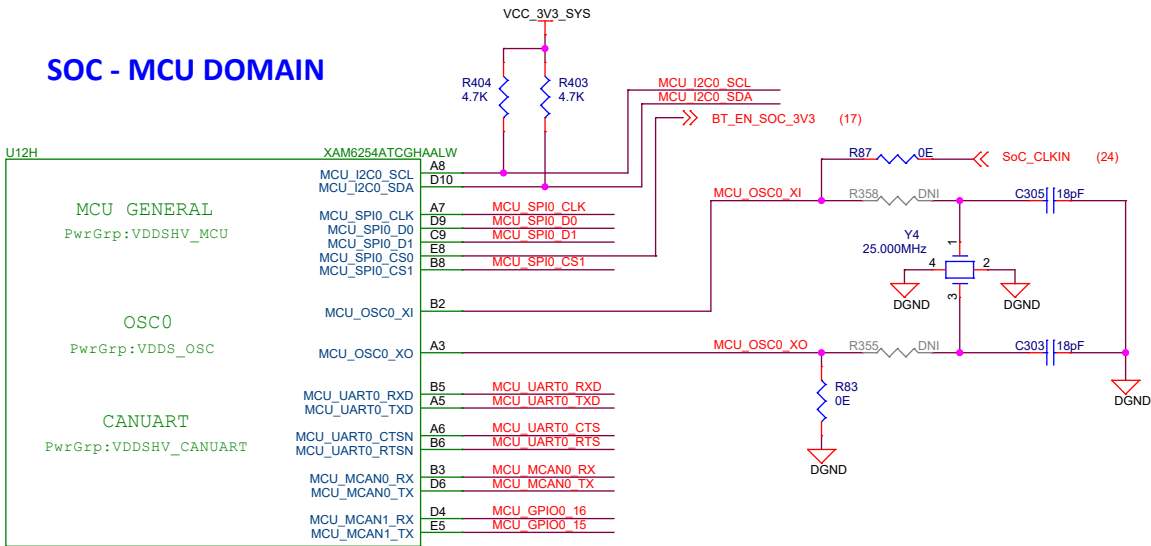 VCC_3V3_SYS
SOC - MCU DOMAIN
R404
4.7K
R403
4.7K
MCU_I2C0_SCL
MCU_I2C0_SDA
BT_EN_SOC_3V3 (17)
U12H
XAM6254ATCGHAALW
R87
0E
SoC_CLKIN (24)
MCU GENERAL
PwrGrp:VDDSHV_MCU
MCU_I2C0_SCL A8
MCU_I2C0_SDA D10
MCU_SPI0_CLK A7 MCU_SPI0_CLK
MCU_SPI0_D0 D9 MCU_SPI0_D0
MCU_SPI0_D1 C9 MCU_SPI0_D1
MCU_SPI0_CS0 E8
MCU_SPI0_CS1 B8 MCU_SPI0_CS1
MCU_OSC0_XI
R358 DNI
C305 18pF
Y4
25.000MHz
1
4
2
3
DGND
DGND
OSC0
PwrGrp:VDDS_OSC
MCU_OSC0_XI B2
MCU_OSC0_XO A3
MCU_OSC0_XO
R355 DNI
C303 18pF
R83
0E
DGND
DGND
CANUART
PwrGrp:VDDSHV_CANUART
MCU_UART0_RXD B5 MCU_UART0_RXD
MCU_UART0_TXD A5 MCU_UART0_TXD
MCU_UART0_CTSN A6 MCU_UART0_CTS
MCU_UART0_RTSN B6 MCU_UART0_RTS
MCU_MCAN0_RX B3 MCU_MCAN0_RX
MCU_MCAN0_TX D6 MCU_MCAN0_TX
MCU_MCAN1_RX D4 MCU_GPIO0_16
MCU_MCAN1_TX E5 MCU_GPIO0_15